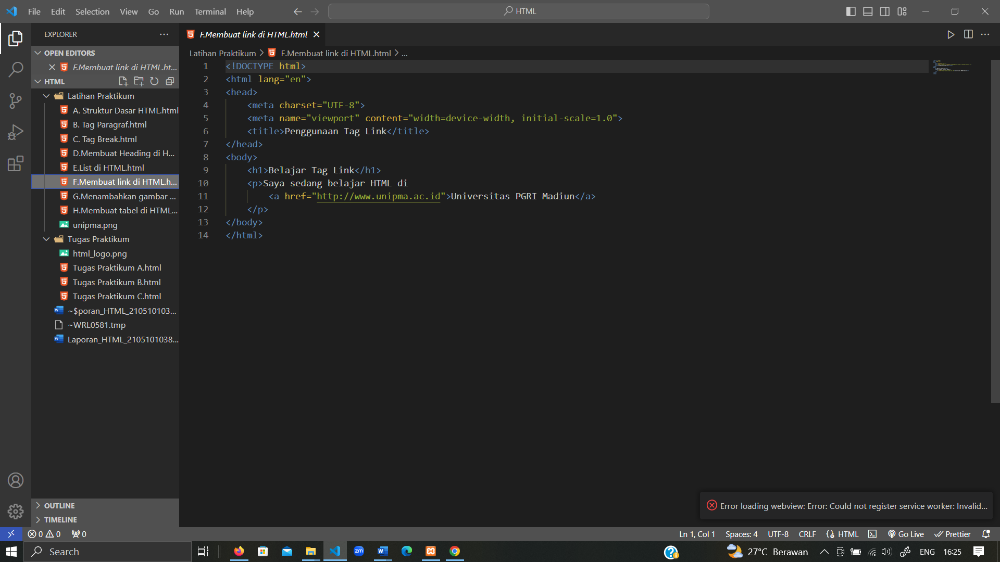 File Edit Selection View Go Run Terminal Help
HTML
EXPLORER
OPEN EDITORS
F.Membuat link di HTML.ht...
HTML
Latihan Praktikum
A. Struktur Dasar HTML.html
B. Tag Paragraf.html
C. Tag Break.html
D.Membuat Heading di H...
E.List di HTML.html
F.Membuat link di HTML.h...
G.Menambahkan gambar ...
H.Membuat tabel di HTML...
unipma.png
Tugas Praktikum
html_logo.png
Tugas Praktikum A.html
Tugas Praktikum B.html
Tugas Praktikum C.html
~$poran_HTML_210510103...
~WRL0581.tmp
Laporan_HTML_2105101038...
OUTLINE
TIMELINE
F.Membuat link di HTML.html
Latihan Praktikum > F.Membuat link di HTML.html > ...
1 <!DOCTYPE html>
2 <html lang="en">
3 <head>
4 <meta charset="UTF-8">
5 <meta name="viewport" content="width=device-width, initial-scale=1.0">
6 <title>Penggunaan Tag Link</title>
7 </head>
8 <body>
9 <h1>Belajar Tag Link</h1>
10 <p>Saya sedang belajar HTML di
11 <a href="http://www.unipma.ac.id">Universitas PGRI Madiun</a>
12 </p>
13 </body>
14 </html>
Error loading webview: Error: Could not register service worker: Invalid...
0 0 0 Ln 1, Col 1 Spaces: 4 UTF-8 CRLF HTML Go Live Prettier
Search zm 27°C Berawan ENG 16:25